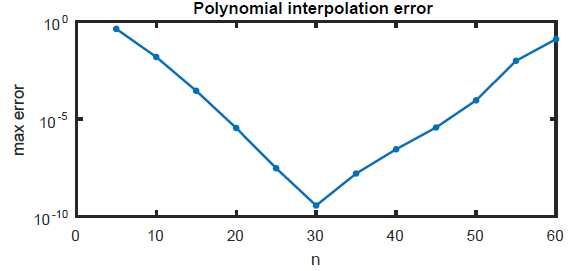 Polynomial interpolation error
10^0
10^-5
10^-10
max error
0 10 20 30 40 50 60
n